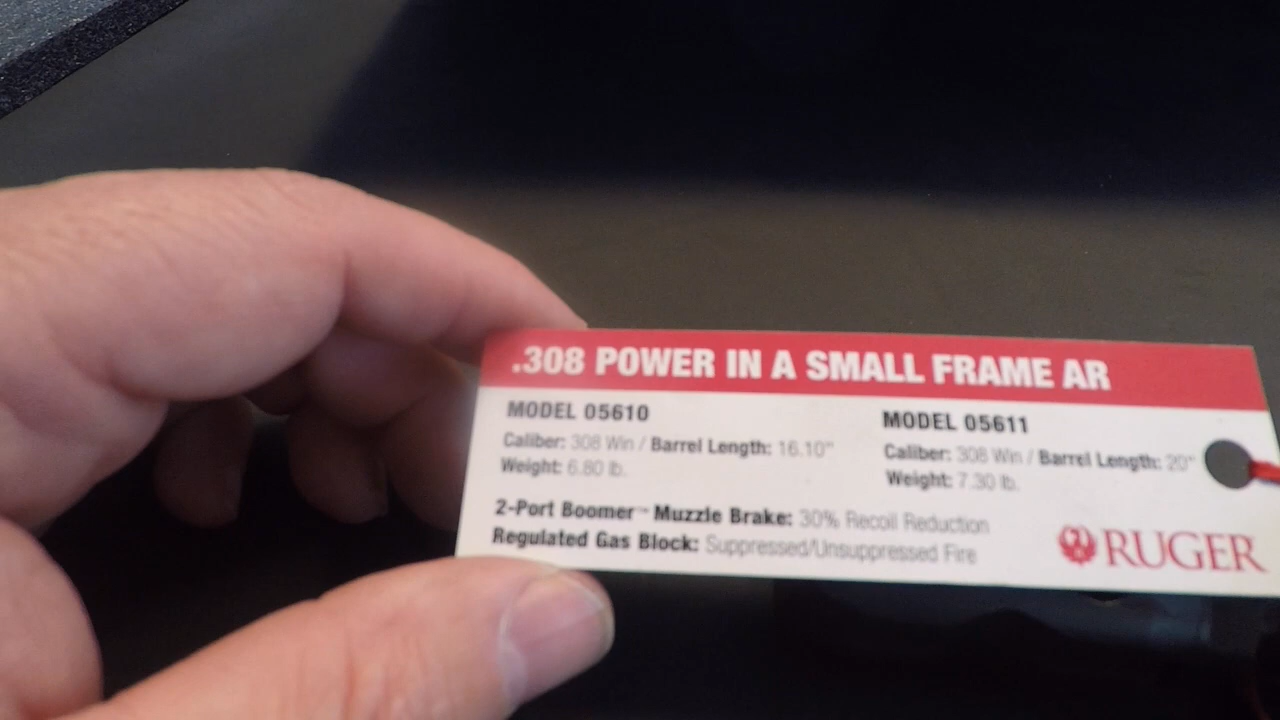 .308 POWER IN A SMALL FRAME AR
MODEL 05610
Caliber: 308 Win / Barrel Length: 16.10"
Weight: 6.80 lb.
MODEL 05611
Caliber: 308 Win / Barrel Length: 20"
Weight: 7.30 lb.
2-Port Boomer™ Muzzle Brake: 30% Recoil Reduction
Regulated Gas Block: Suppressed/Unsuppressed Fire
RUGER